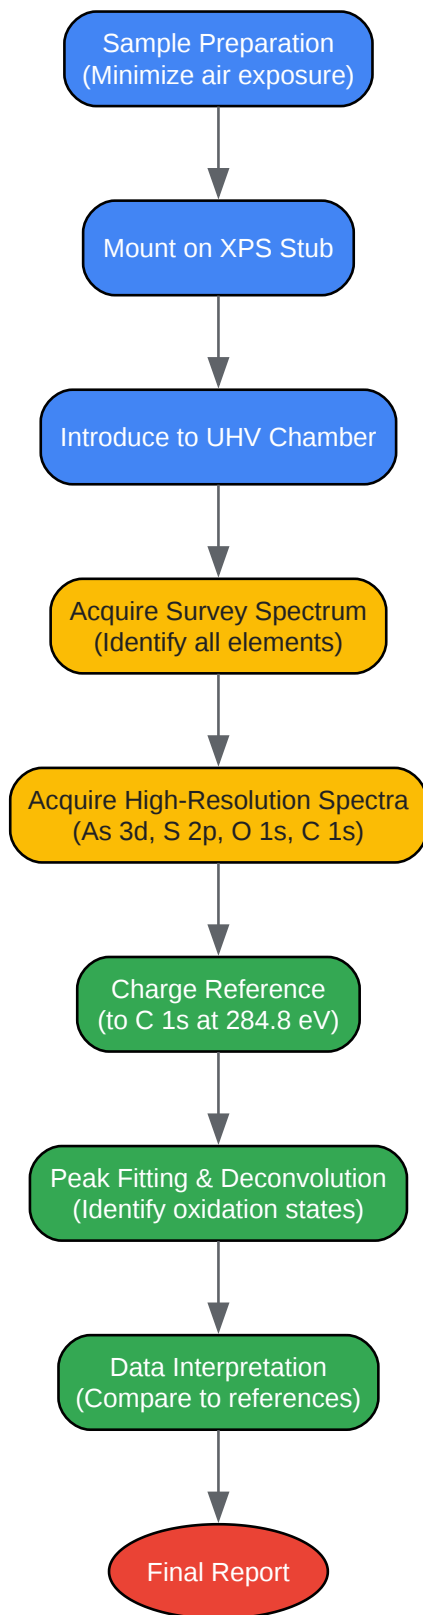 Sample Preparation
(Minimize air exposure)
Mount on XPS Stub
Introduce to UHV Chamber
Acquire Survey Spectrum
(Identify all elements)
Acquire High-Resolution Spectra
(As 3d, S 2p, O 1s, C 1s)
Charge Reference
(to C 1s at 284.8 eV)
Peak Fitting & Deconvolution
(Identify oxidation states)
Data Interpretation
(Compare to references)
Final Report